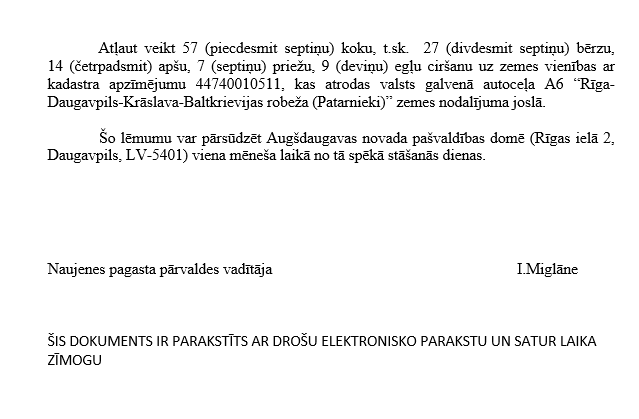 Atļaut veikt 57 (piecdesmit septiņu) koku, t.sk. 27 (divdesmit septiņu) bērzu,
14 (četrpadsmit) apšu, 7 (septiņu) priežu, 9 (deviņu) egļu ciršanu uz zemes vienības ar
kadastra apzīmējumu 44740010511, kas atrodas valsts galvenā autoceļa A6 “Rīga-
Daugavpils-Krāslava-Baltkrievijas robeža (Patarnieki)” zemes nodalījuma joslā.
Šo lēmumu var pārsūdzēt Augšdaugavas novada pašvaldības domē (Rīgas ielā 2,
Daugavpils, LV-5401) viena mēneša laikā no tā spēkā stāšanās dienas.
Naujenes pagasta pārvaldes vadītāja I.Miglāne
ŠIS DOKUMENTS IR PARAKSTĪTS AR DROŠU ELEKTRONISKO PARAKSTU UN SATUR LAIKA
ZĪMOGU